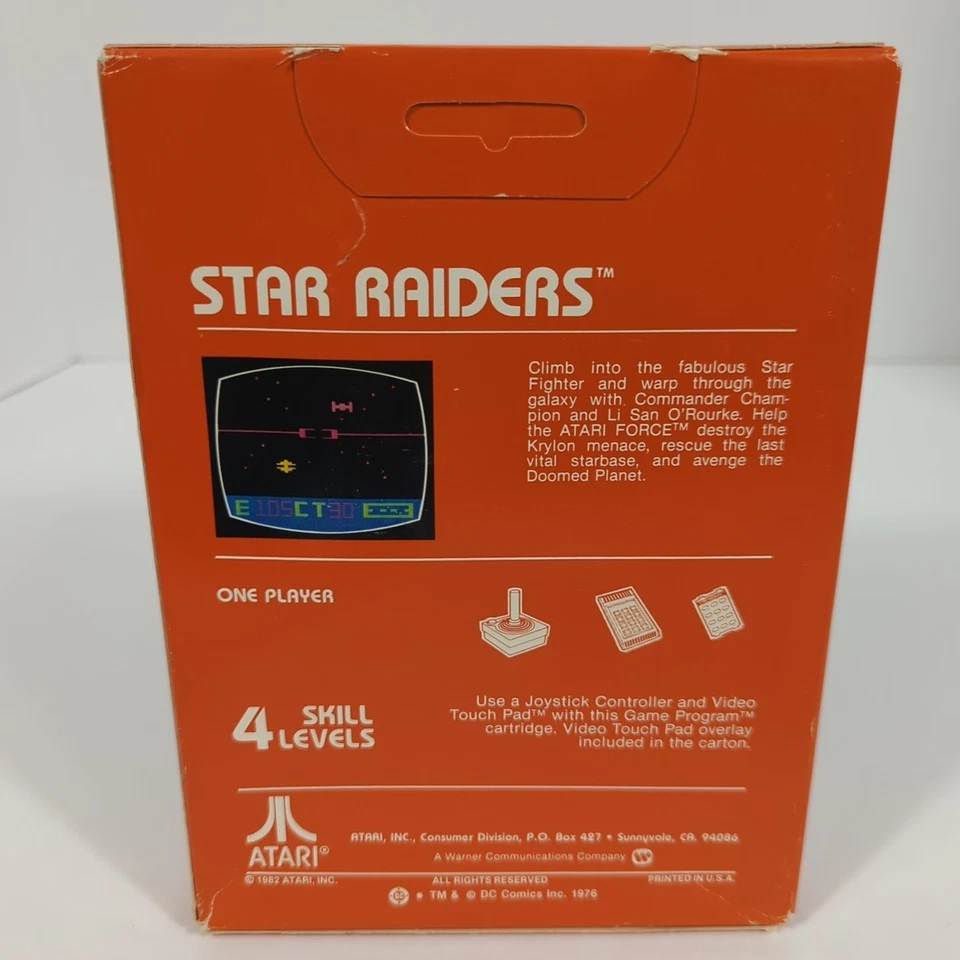 STAR RAIDERS™
Climb into the fabulous Star
Fighter and warp through the
galaxy with Commander Cham-
pion and Li San O'Rourke. Help
the ATARI FORCE™ destroy the
Krylon menace, rescue the last
vital starbase, and avenge the
Doomed Planet.
E 105CT90
ONE PLAYER
4 SKILL
LEVELS
Use a Joystick Controller and Video
Touch Pad™ with this Game Program™
cartridge. Video Touch Pad overlay
included in the carton.
ATARI®
© 1982 ATARI, INC.
ATARI, INC., Consumer Division, P.O. Box 427 • Sunnyvale, CA. 94086
A Warner Communications Company
ALL RIGHTS RESERVED
PRINTED IN U.S.A.
DC • TM & © DC Comics Inc. 1976